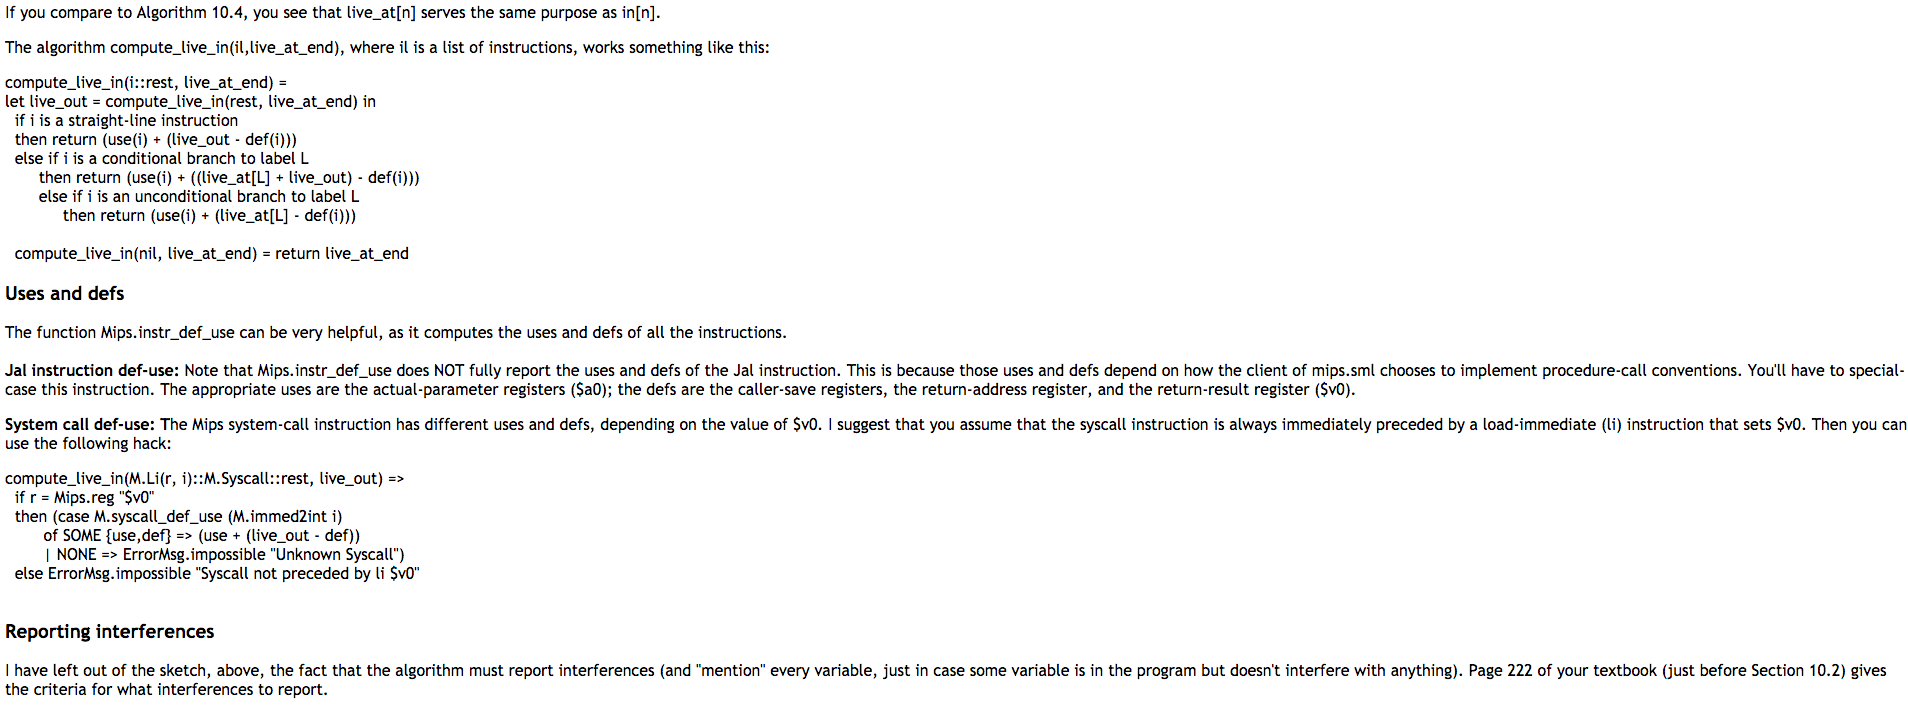 If you compare to Algorithm 10.4, you see that live_at[n] serves the same purpose as in[n].
The algorithm compute_live_in(il,live_at_end), where il is a list of instructions, works something like this:
compute_live_in(i::rest, live_at_end) =
let live_out = compute_live_in(rest, live_at_end) in
if i is a straight-line instruction
then return (use(i) + (live_out - def(i)))
else if i is a conditional branch to label L
then return (use(i) + ((live_at[L] + live_out) - def(i)))
else if i is an unconditional branch to label L
then return (use(i) + (live_at[L] - def(i)))
compute_live_in(nil, live_at_end) = return live_at_end
Uses and defs
The function Mips.instr_def_use can be very helpful, as it computes the uses and defs of all the instructions.
Jal instruction def-use: Note that Mips.instr_def_use does NOT fully report the uses and defs of the Jal instruction. This is because those uses and defs depend on how the client of mips.sml chooses to implement procedure-call conventions. You'll have to special-
case this instruction. The appropriate uses are the actual-parameter registers ($a0); the defs are the caller-save registers, the return-address register, and the return-result register ($v0).
System call def-use: The Mips system-call instruction has different uses and defs, depending on the value of $v0. I suggest that you assume that the syscall instruction is always immediately preceded by a load-immediate (li) instruction that sets $v0. Then you can
use the following hack:
compute_live_in(M.Li(r, i)::M.Syscall::rest, live_out) =>
if r = Mips.reg "$v0"
then (case M.syscall_def_use (M.immed2int i)
of SOME {use,def} => (use + (live_out - def))
| NONE => ErrorMsg.impossible "Unknown Syscall")
else ErrorMsg.impossible "Syscall not preceded by li $v0"
Reporting interferences
I have left out of the sketch, above, the fact that the algorithm must report interferences (and "mention" every variable, just in case some variable is in the program but doesn't interfere with anything). Page 222 of your textbook (just before Section 10.2) gives
the criteria for what interferences to report.